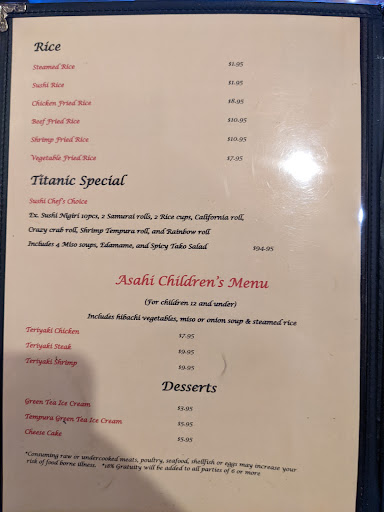 Rice
Steamed Rice $1.95
Sushi Rice $1.95
Chicken Fried Rice $8.95
Beef Fried Rice $10.95
Shrimp Fried Rice $10.95
Vegetable Fried Rice $7.95
Titanic Special
Sushi Chef's Choice
Ex. Sushi Nigiri 10pcs, 2 Samurai rolls, 2 Rice cups, California roll,
Crazy crab roll, Shrimp Tempura roll, and Rainbow roll
Includes 4 Miso soups, Edamame, and Spicy Tako Salad $94.95
Asahi Children's Menu
(For children 12 and under)
Includes hibachi vegetables, miso or onion soup & steamed rice
Teriyaki Chicken $7.95
Teriyaki Steak $9.95
Teriyaki Shrimp $9.95
Desserts
Green Tea Ice Cream $3.95
Tempura Green Tea Ice Cream $5.95
Cheese Cake $5.95
*Consuming raw or undercooked meats, poultry, seafood, shellfish or eggs may increase your
risk of food borne illness. *18% Gratuity will be added to all parties of 6 or more